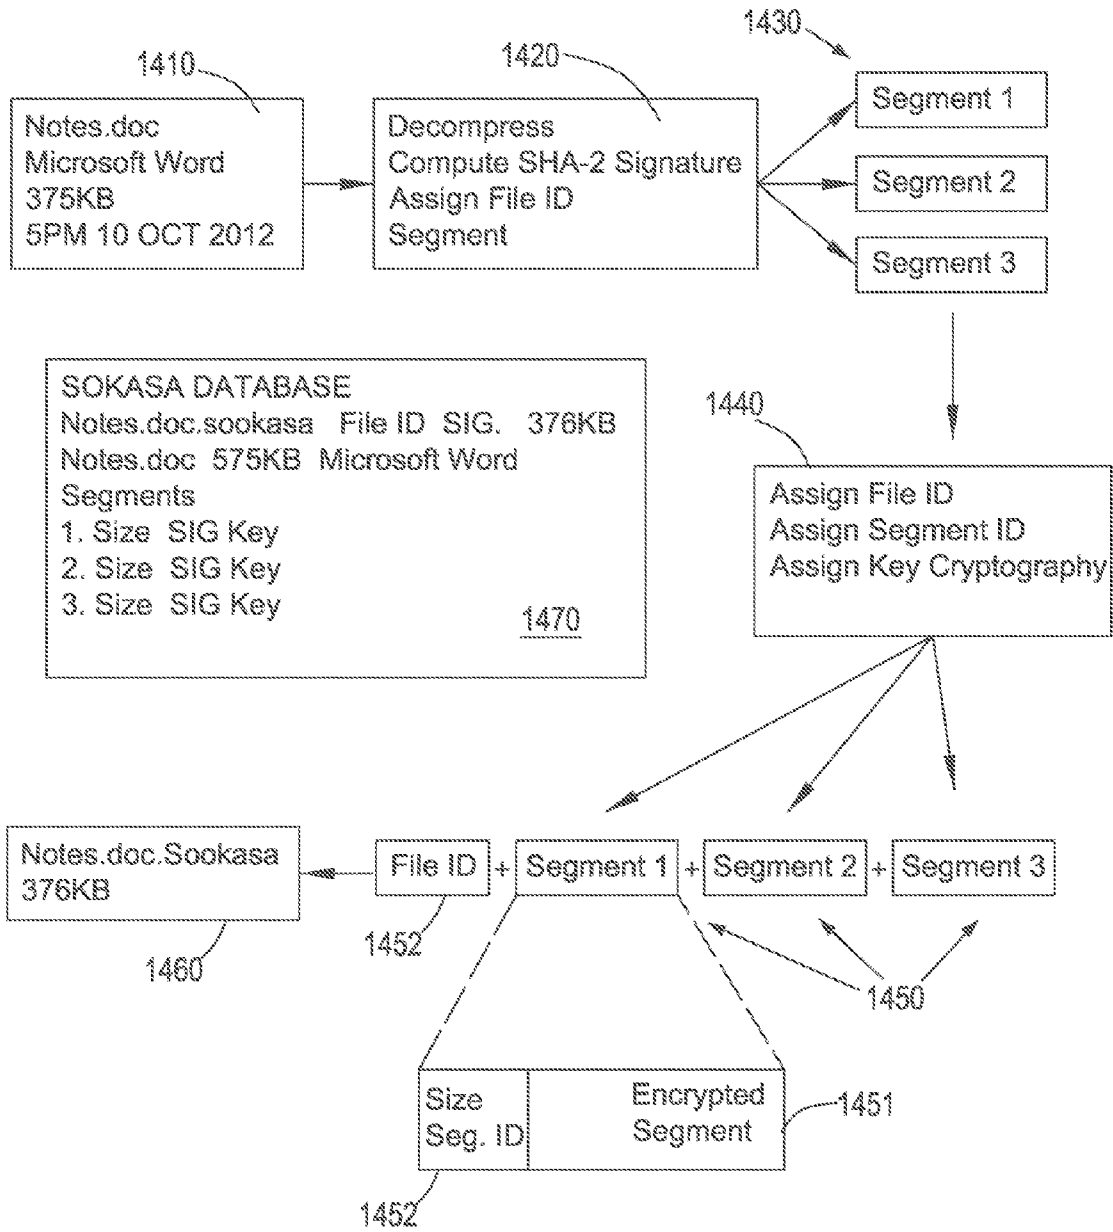 1430
1410
1420
Segment 1
Notes.doc
Microsoft Word
375KB
5PM 10 OCT 2012
Decompress
Compute SHA-2 Signature
Assign File ID
Segment
Segment 2
Segment 3
SOKASA DATABASE
Notes.doc.sookasa File ID SIG. 376KB
Notes.doc 575KB Microsoft Word
Segments
1. Size SIG Key
2. Size SIG Key
3. Size SIG Key
1470
1440
Assign File ID
Assign Segment ID
Assign Key Cryptography
Notes.doc.Sookasa
376KB
File ID + Segment 1 + Segment 2 + Segment 3
1460
1452
1450
Size
Seg. ID
Encrypted
Segment
1451
1452